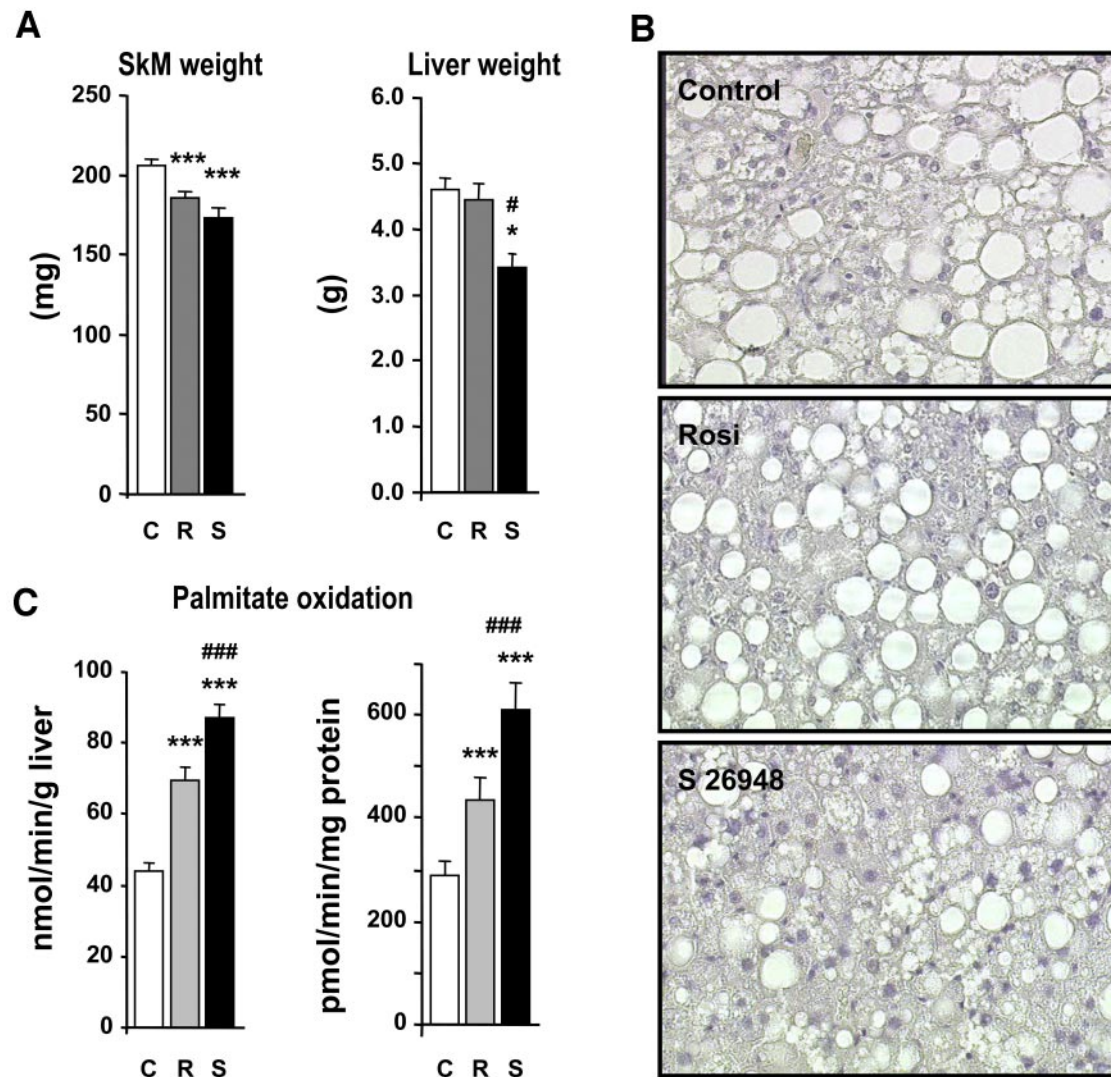 A
SkM weight
250
200
150
100
50
0
(mg)
***
***
C R S
Liver weight
6.0
5.0
4.0
3.0
2.0
1.0
0.0
(g)
#
*
C R S
B
Control
Rosi
S 26948
C
Palmitate oxidation
100
80
60
40
20
0
nmol/min/g liver
***
###
***
C R S
600
400
200
0
pmol/min/mg protein
***
###
***
C R S